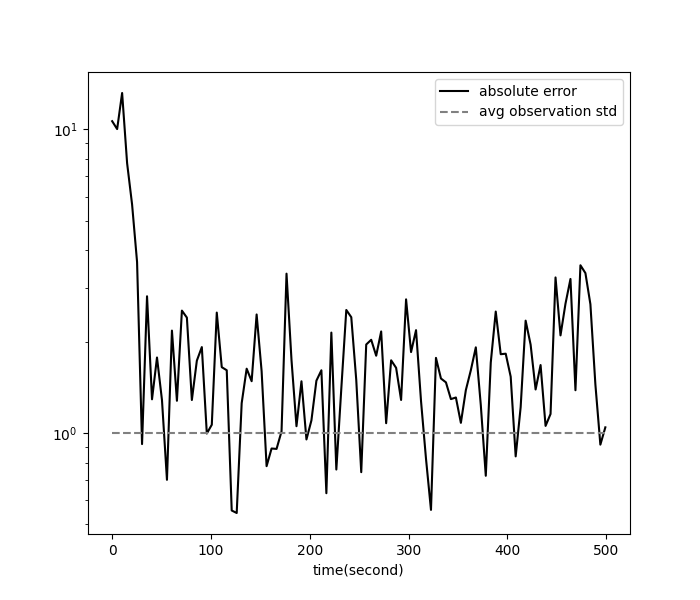 absolute error
avg observation std
10¹
10⁰
0 100 200 300 400 500
time(second)